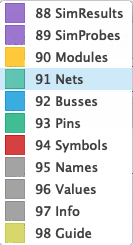 88 SimResults
89 SimProbes
90 Modules
91 Nets
92 Busses
93 Pins
94 Symbols
95 Names
96 Values
97 Info
98 Guide